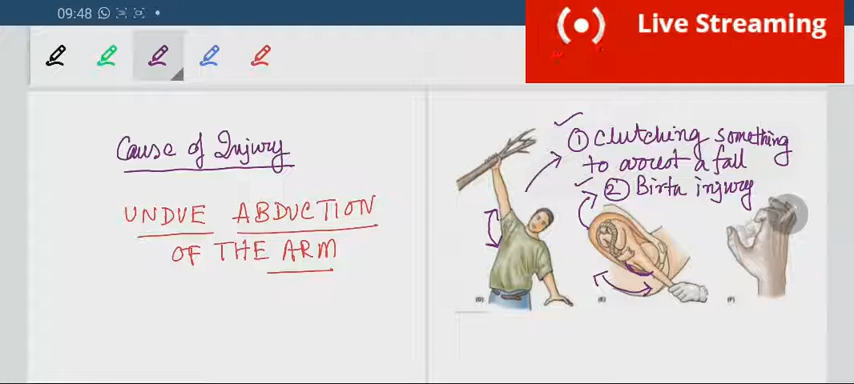 09:48
Live Streaming
Cause of Injury
UNDUE ABDUCTION
OF THE ARM
① Clutching something
to arrest a fall
② Birth injury
(D)
(E)
(F)